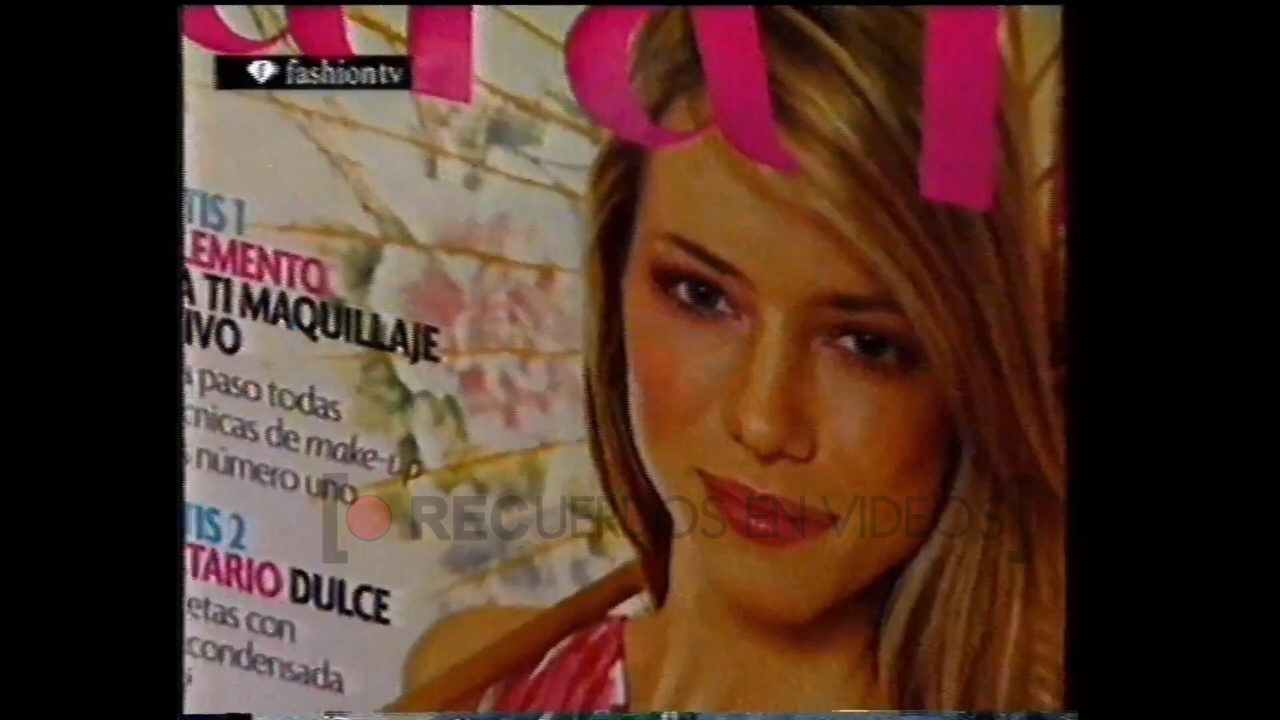 fashiontv
TIS 1
LEMENTO
A TI MAQUILLAJE
IVO
paso todas
cnicas de make-up
número uno
[● RECUERDOS EN VIDEOS]
TIS 2
TARIO DULCE
etas con
condensada